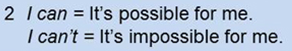 2 I can = It's possible for me.
I can't = It's impossible for me.